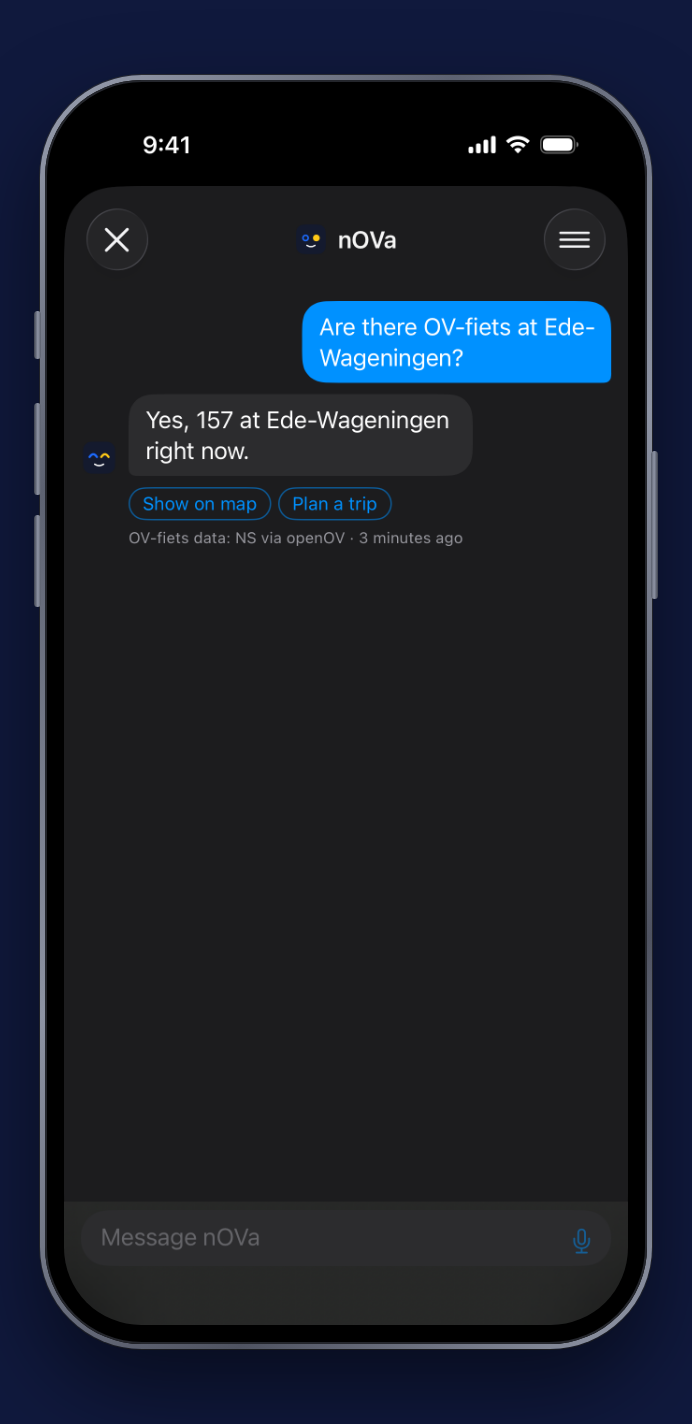 9:41
nOVa
Are there OV-fiets at Ede-
Wageningen?
Yes, 157 at Ede-Wageningen
right now.
Show on map
Plan a trip
OV-fiets data: NS via openOV · 3 minutes ago
Message nOVa